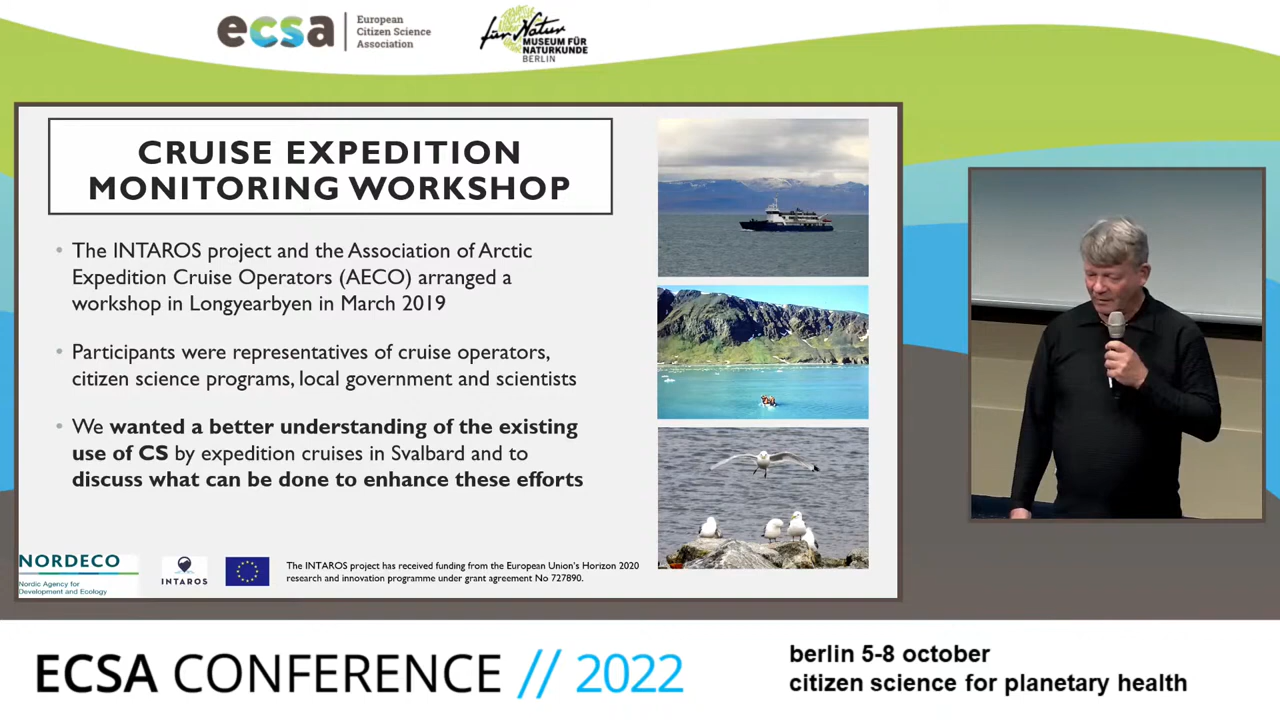 ecsa
European
Citizen Science
Association
für Natur
MUSEUM FÜR
NATURKUNDE
BERLIN
CRUISE EXPEDITION
MONITORING WORKSHOP
• The INTAROS project and the Association of Arctic
Expedition Cruise Operators (AECO) arranged a
workshop in Longyearbyen in March 2019
• Participants were representatives of cruise operators,
citizen science programs, local government and scientists
• We wanted a better understanding of the existing
use of CS by expedition cruises in Svalbard and to
discuss what can be done to enhance these efforts
NORDECO
Nordic Agency for
Development and Ecology
INTAROS
The INTAROS project has received funding from the European Union's Horizon 2020
research and innovation programme under grant agreement No 727890.
ECSA CONFERENCE // 2022
berlin 5-8 october
citizen science for planetary health